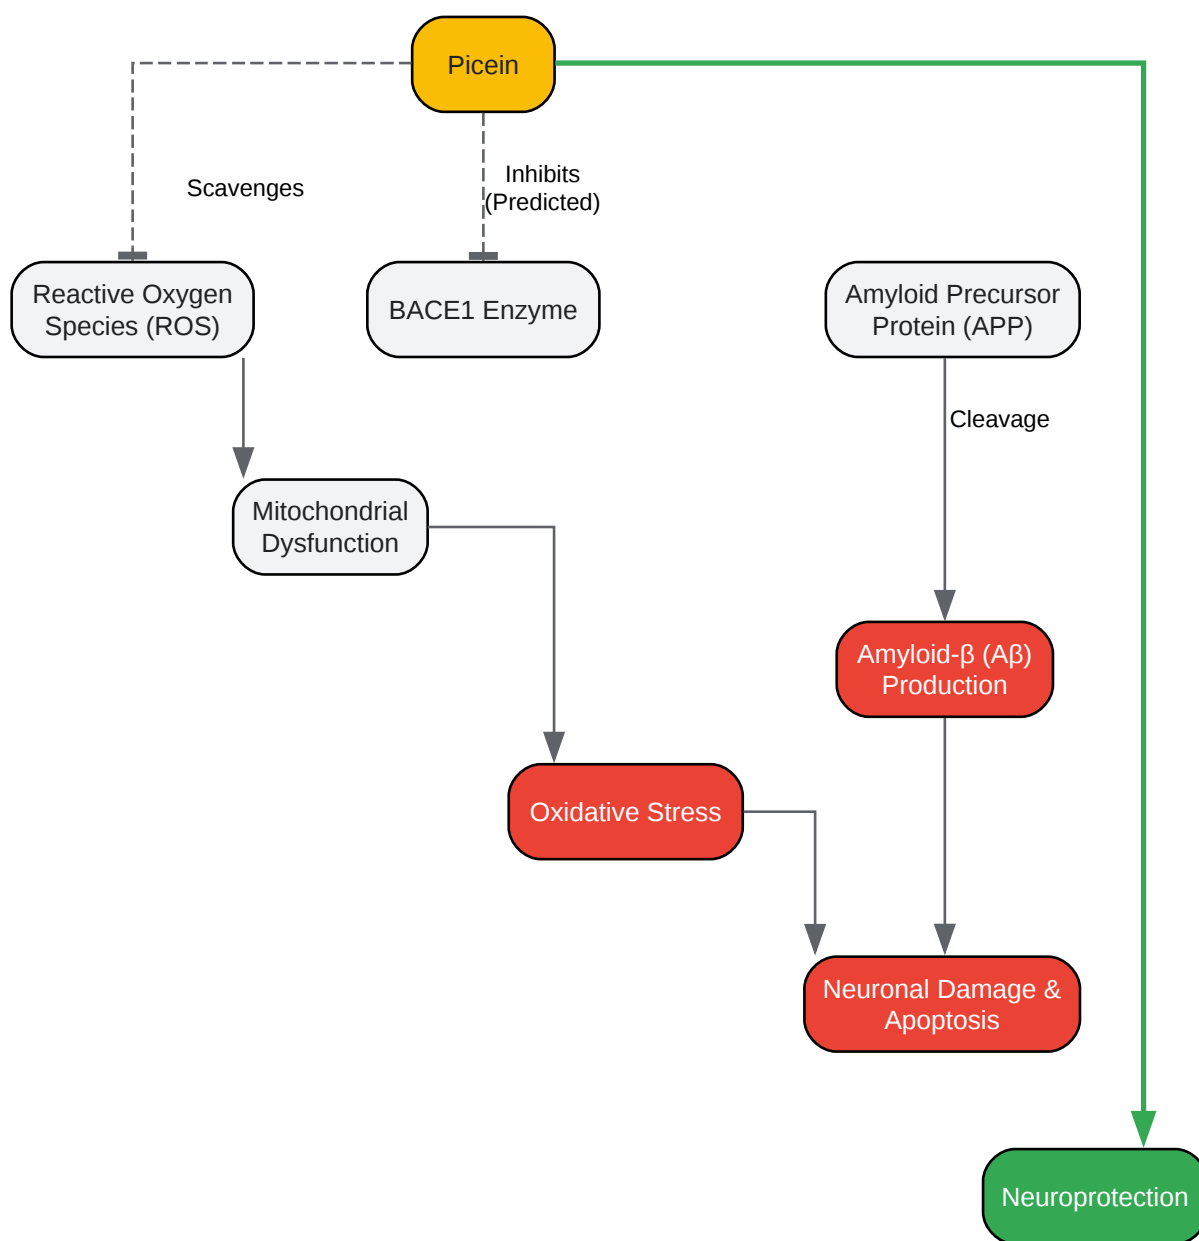 Picein
Scavenges
Inhibits
(Predicted)
Reactive Oxygen
Species (ROS)
BACE1 Enzyme
Amyloid Precursor
Protein (APP)
Cleavage
Mitochondrial
Dysfunction
Amyloid-β (Aβ)
Production
Oxidative Stress
Neuronal Damage &
Apoptosis
Neuroprotection